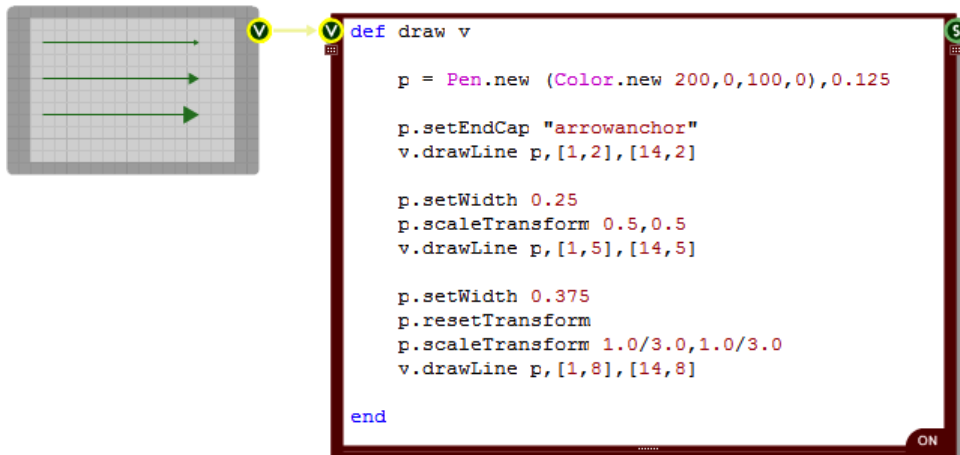 V
V
S
def draw v
p = Pen.new (Color.new 200,0,100,0),0.125
p.setEndCap "arrowanchor"
v.drawLine p,[1,2],[14,2]
p.setWidth 0.25
p.scaleTransform 0.5,0.5
v.drawLine p,[1,5],[14,5]
p.setWidth 0.375
p.resetTransform
p.scaleTransform 1.0/3.0,1.0/3.0
v.drawLine p,[1,8],[14,8]
end
ON